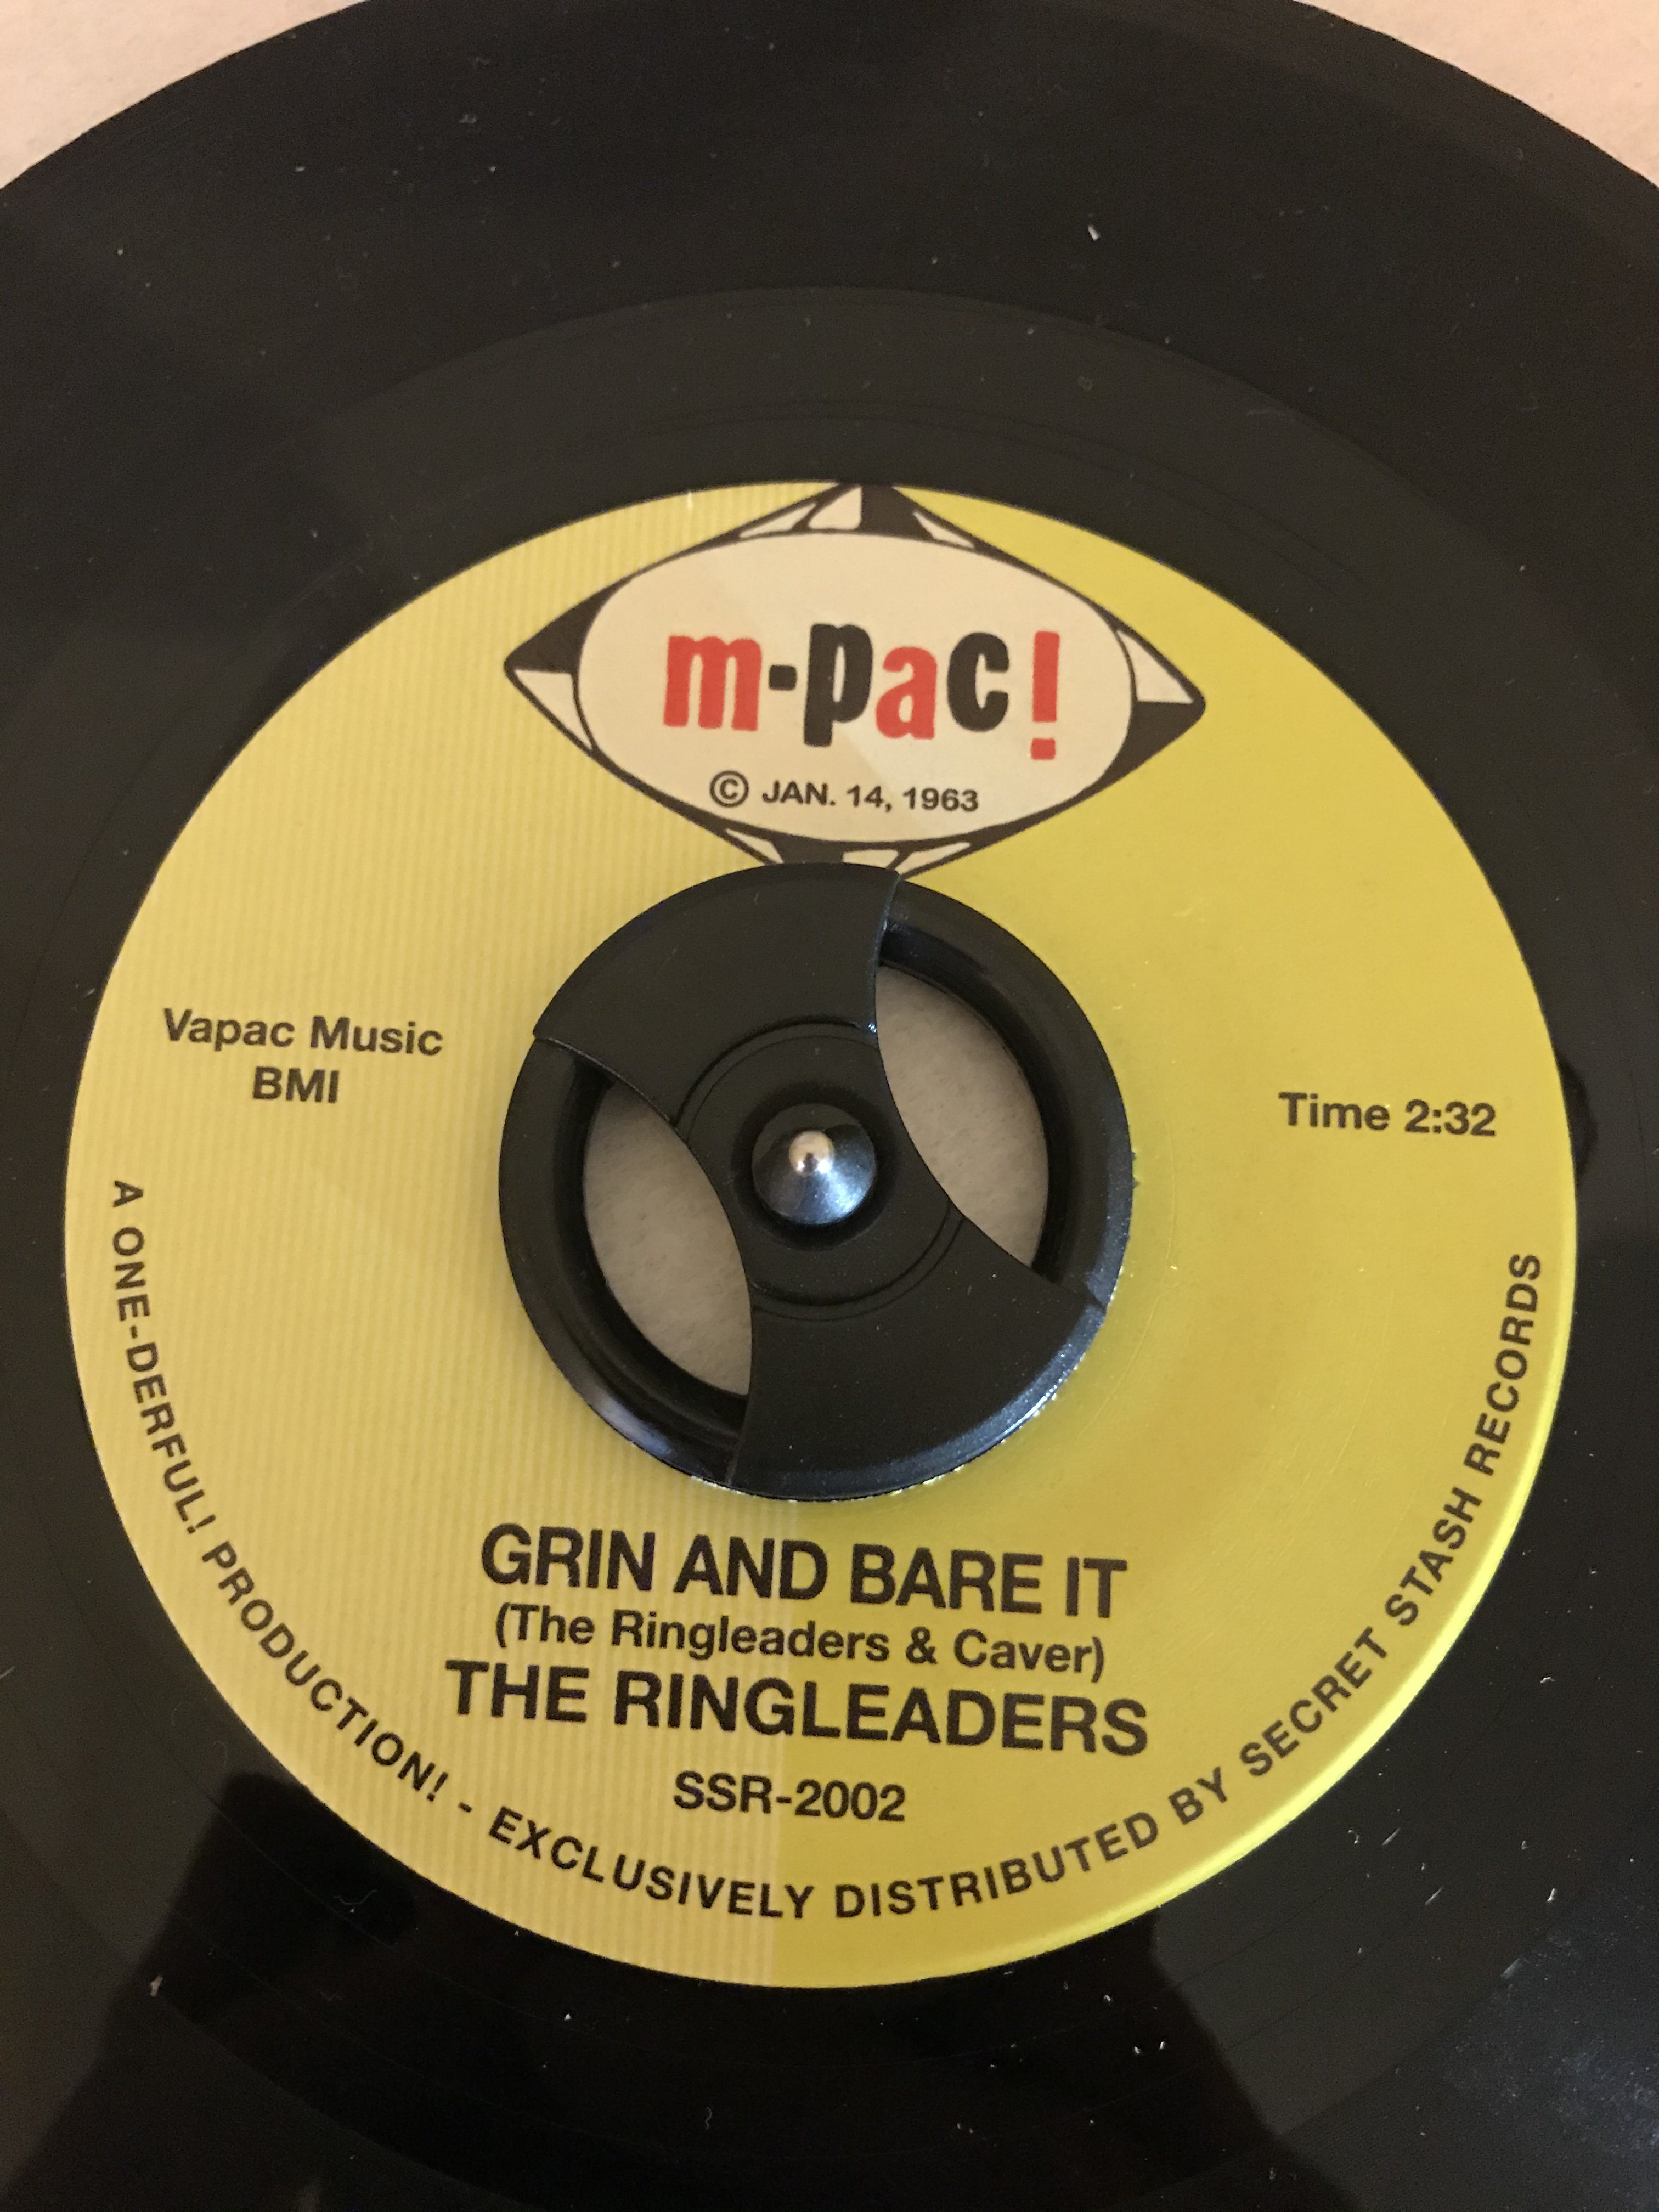 m-pac!
© JAN. 14, 1963
Vapac Music
BMI
Time 2:32
GRIN AND BARE IT
(The Ringleaders & Caver)
THE RINGLEADERS
SSR-2002
A ONE-DERFUL! PRODUCTION! - EXCLUSIVELY DISTRIBUTED BY SECRET STASH RECORDS